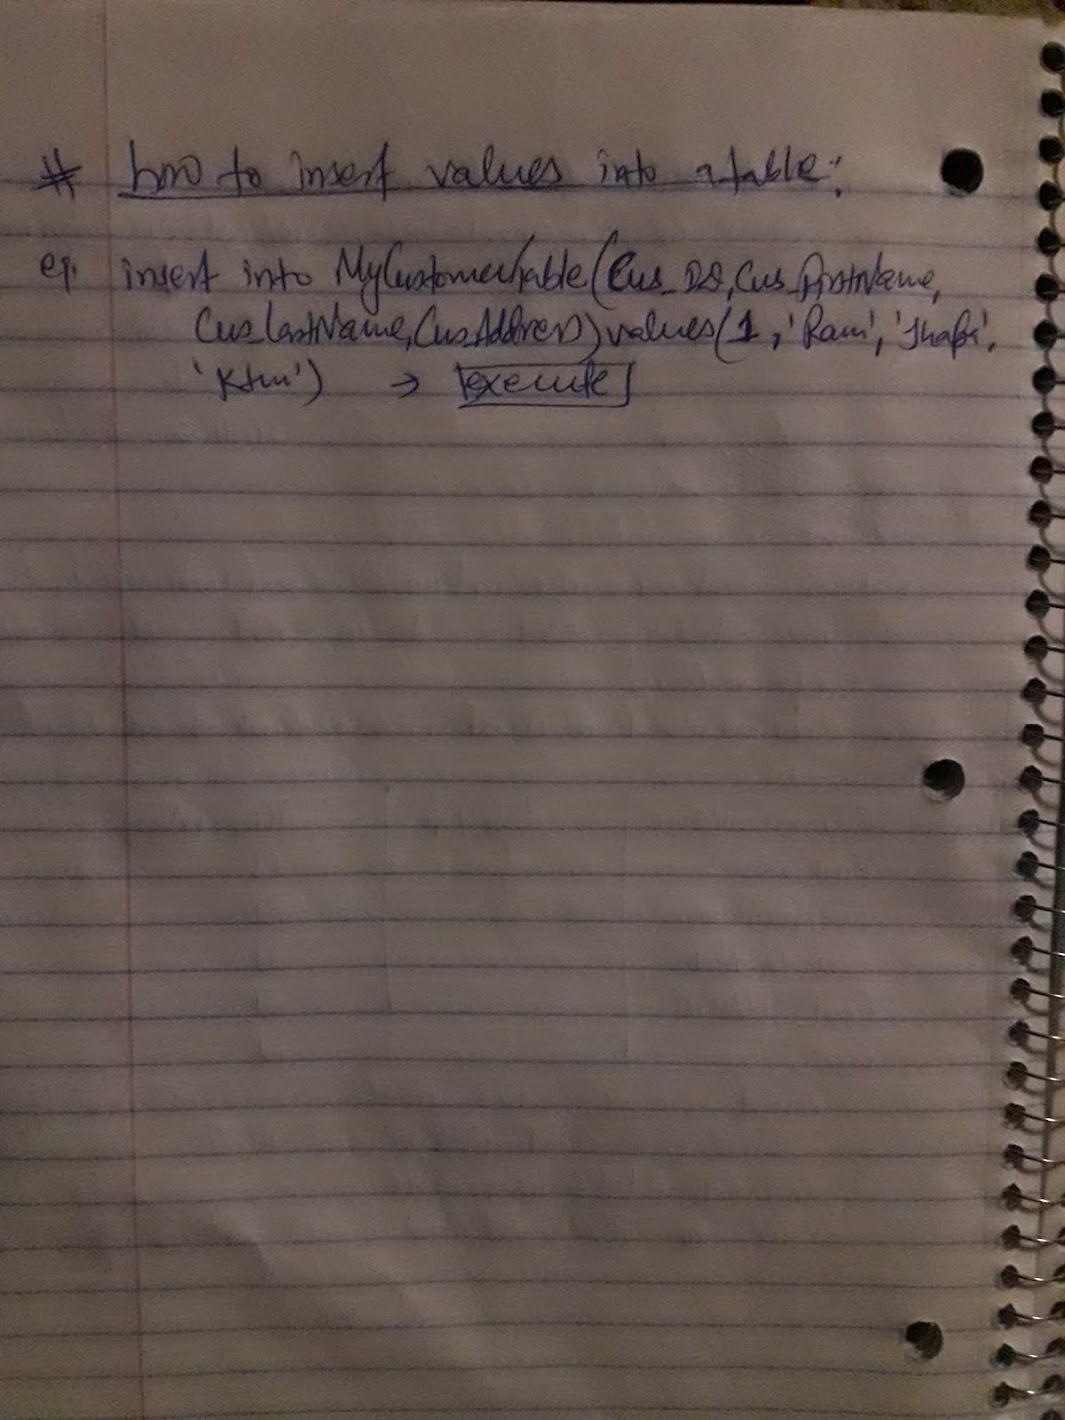 * how to insert values into a table:
eg. insert into MyCustomerTable(Cus_ID,Cus_FirstName,
Cus_LastName,Cus_Address)values(1,'Ram','Thapa',
'Ktm') → execute